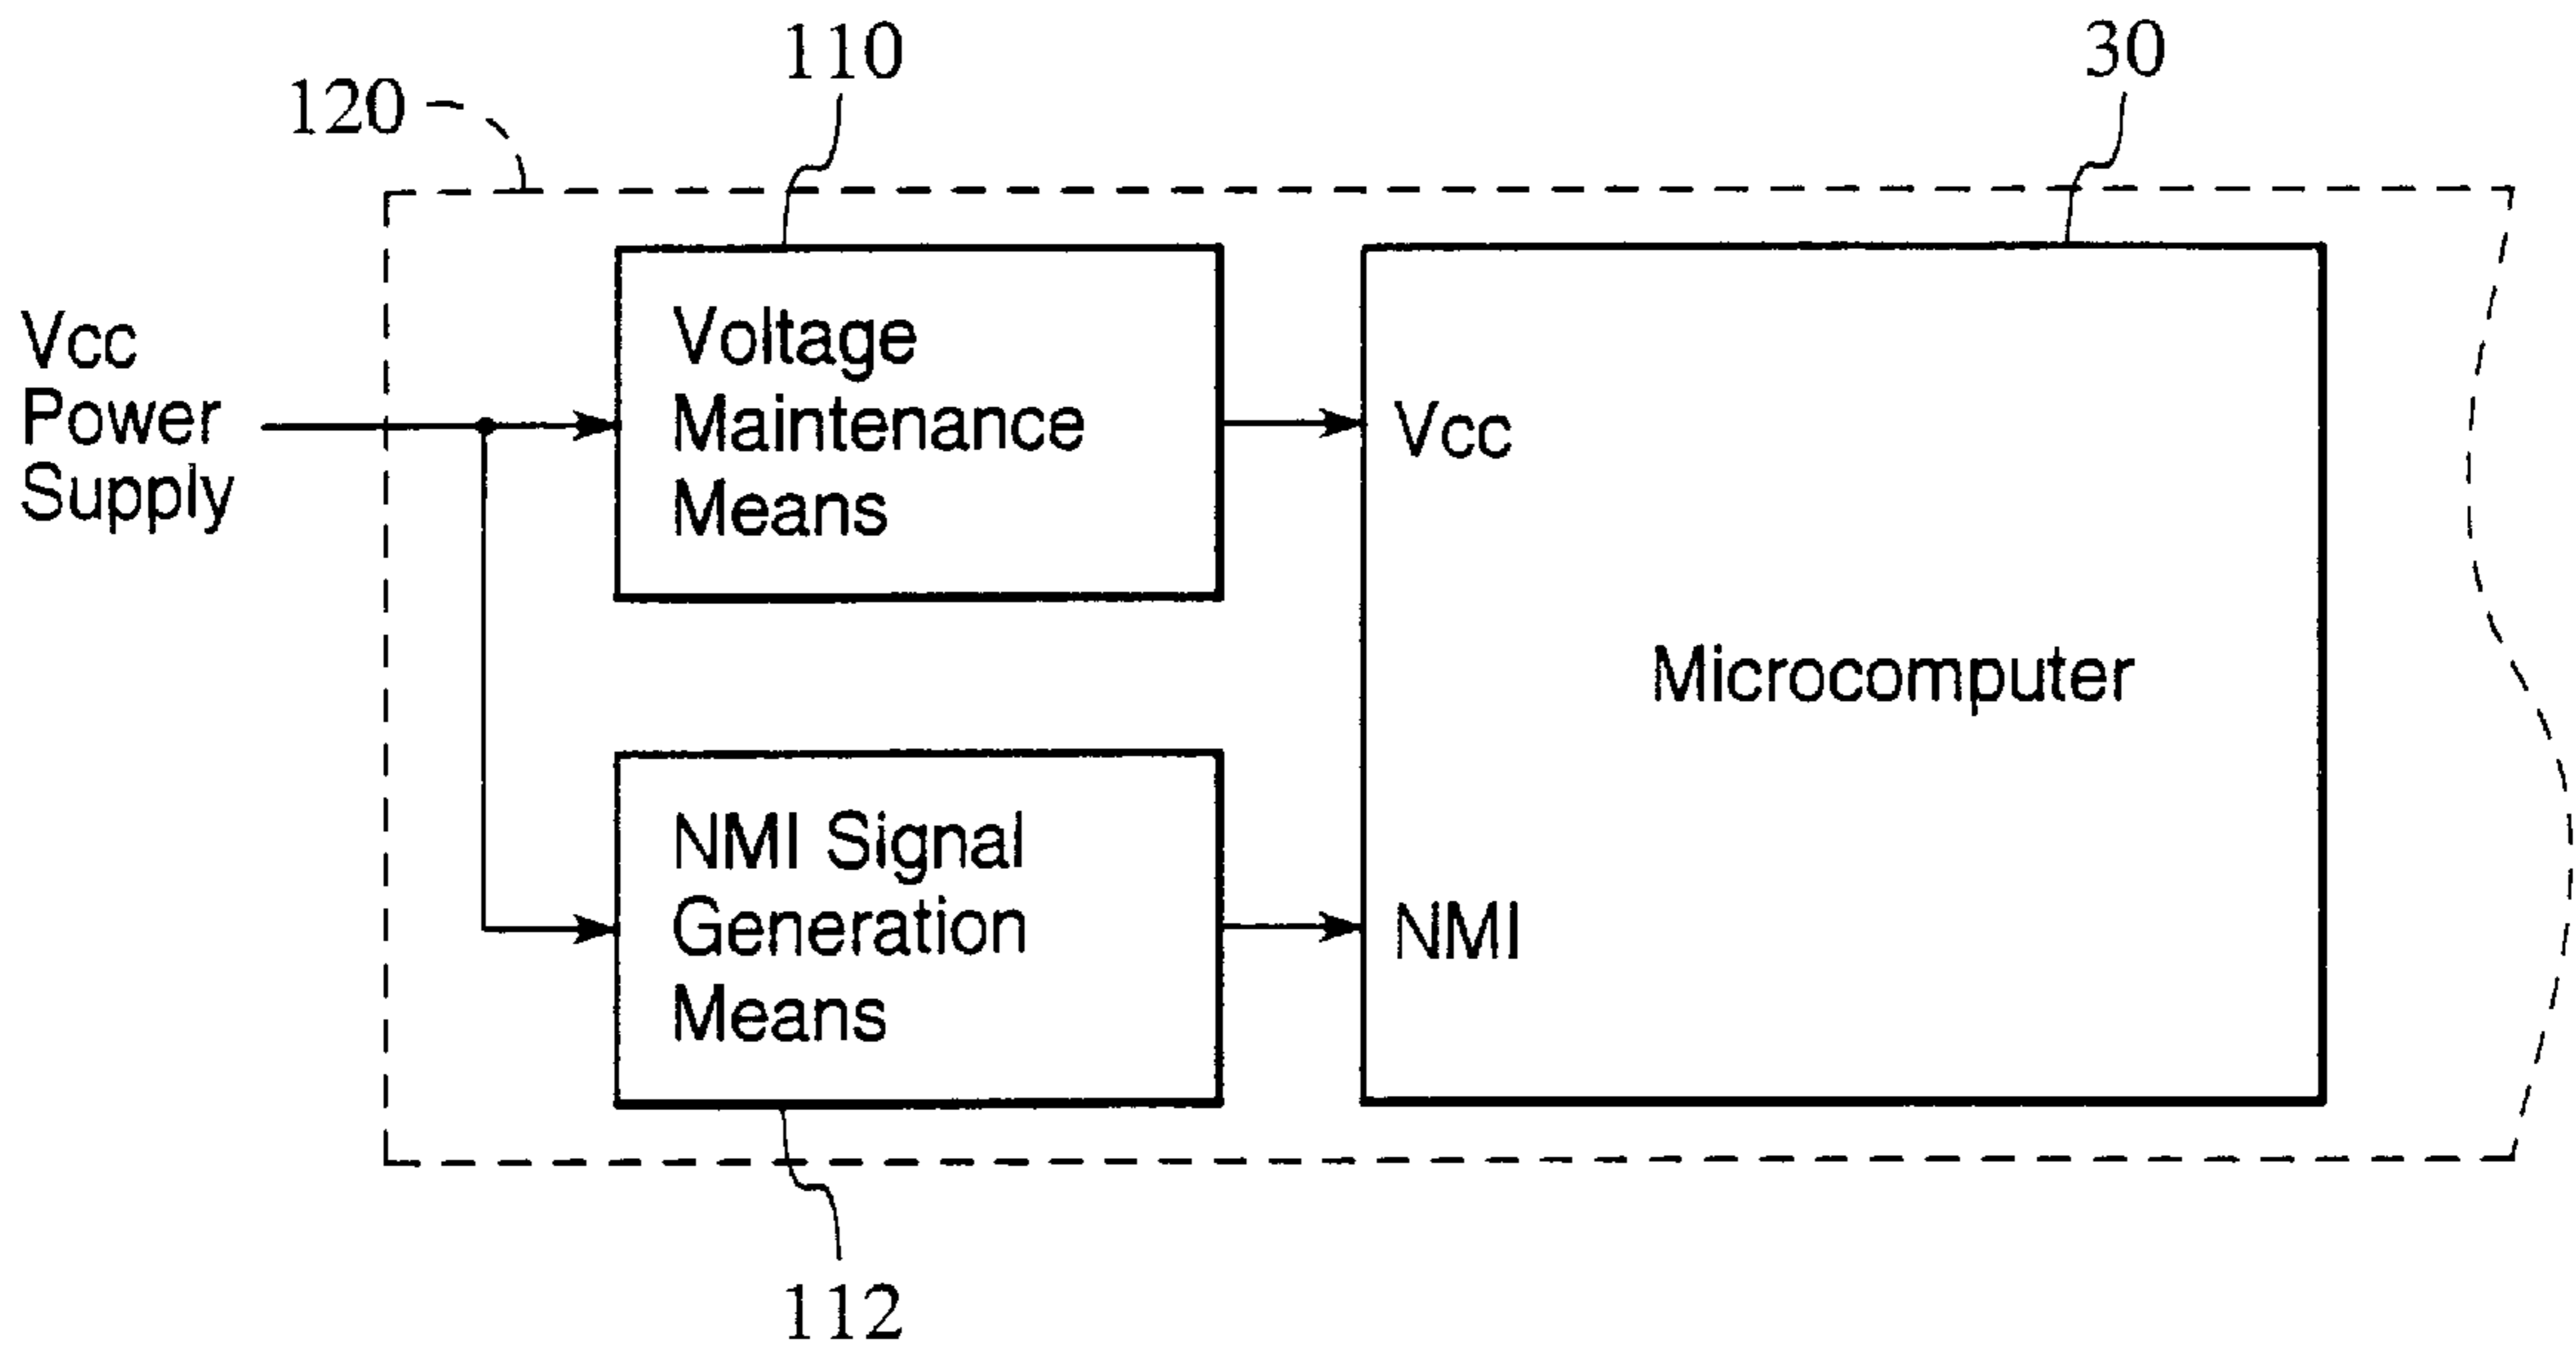 110
30
120
Vcc
Power
Supply
Voltage
Maintenance
Means
Vcc
Microcomputer
NMI Signal
Generation
Means
NMI
112